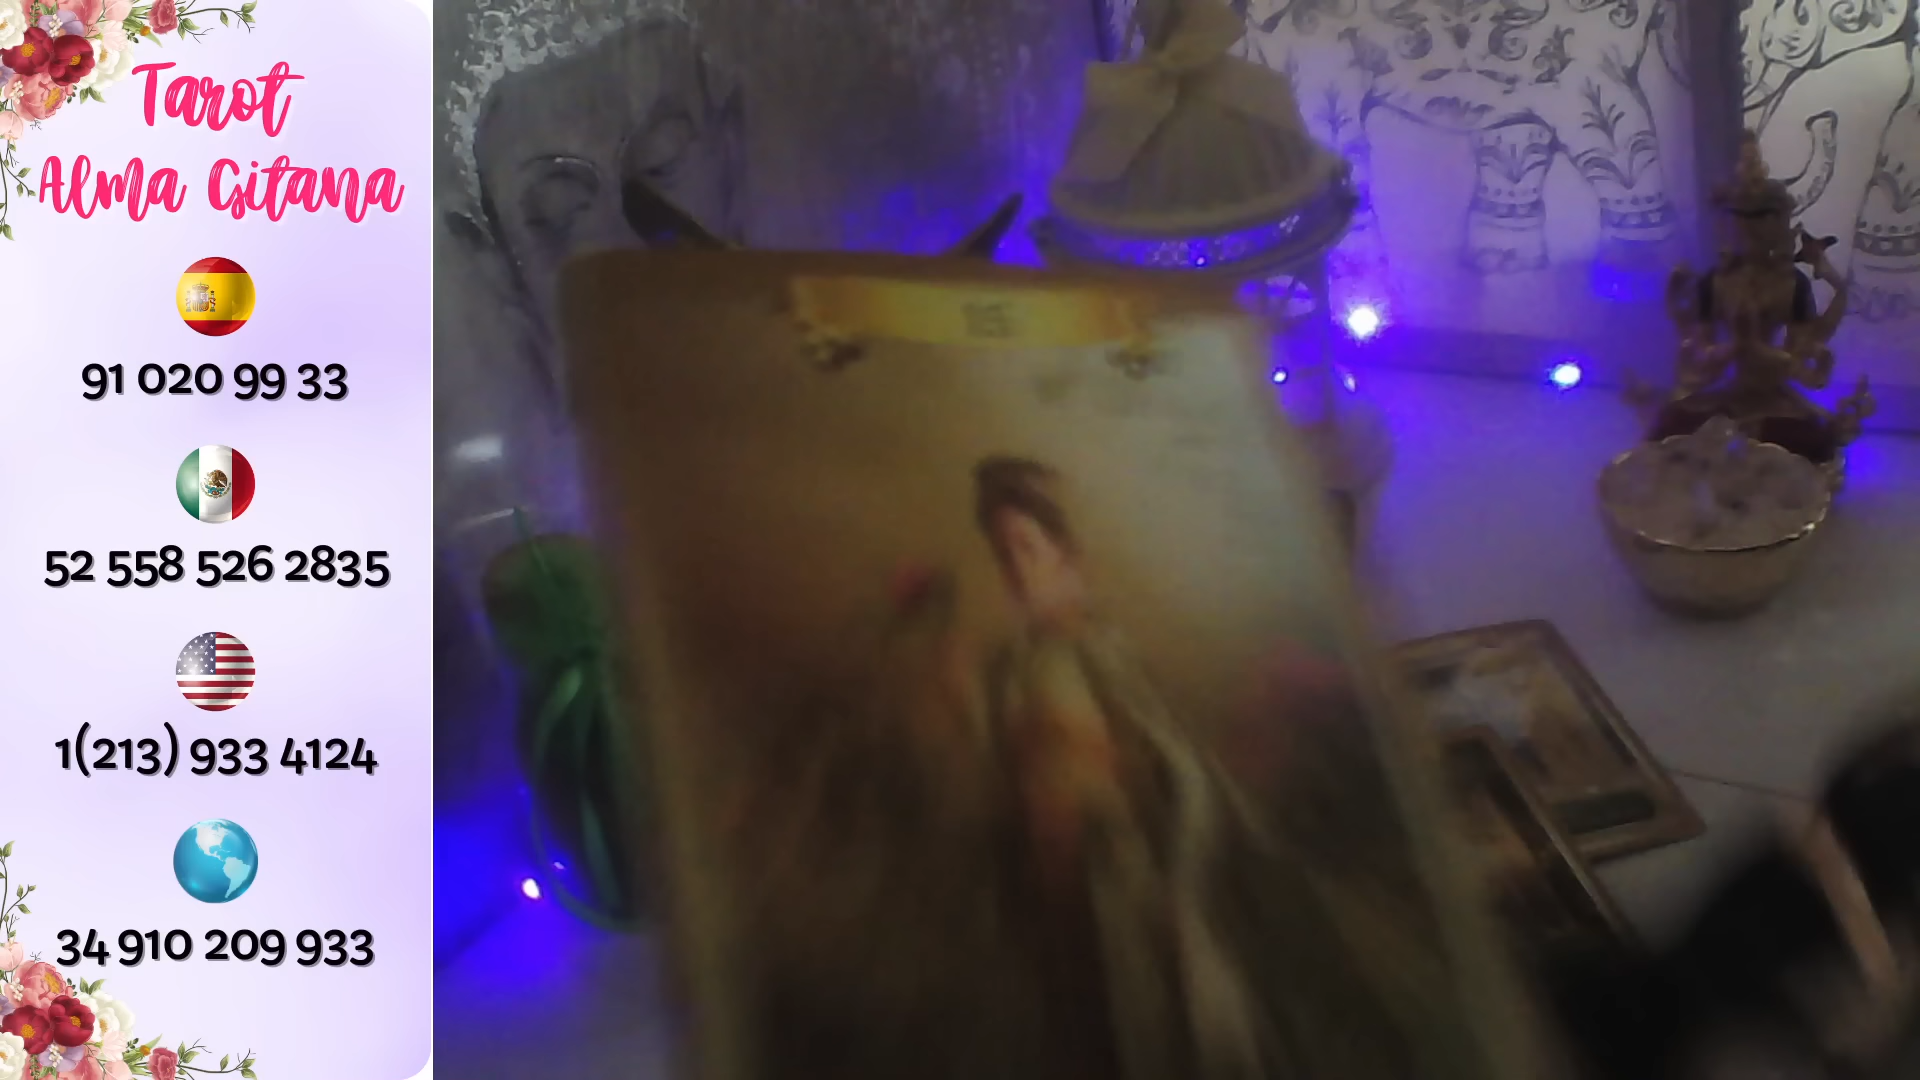 Tarot
Alma Gitana
91 020 99 33
52 558 526 2835
1(213) 933 4124
34 910 209 933